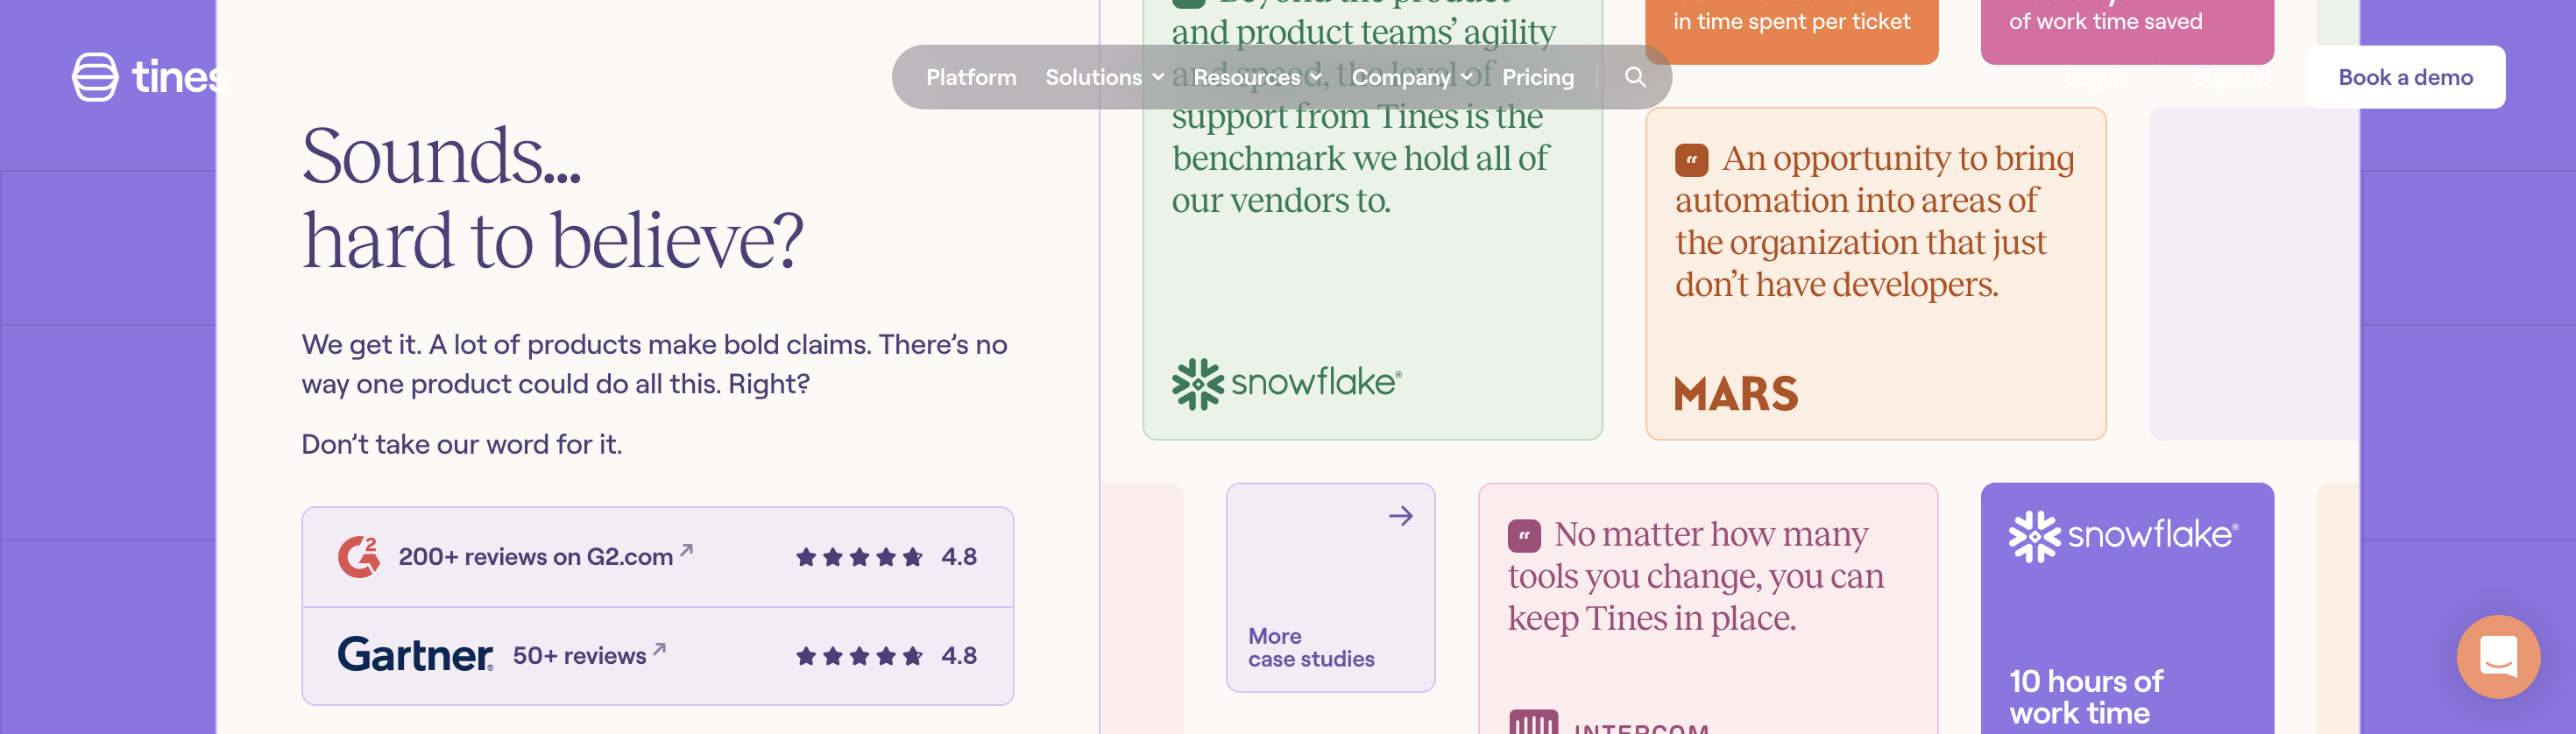 tines
Platform
Solutions
Resources
Company
Pricing
Log in
Sign up
Book a demo
Sounds...
hard to believe?
We get it. A lot of products make bold claims. There’s no
way one product could do all this. Right?
Don’t take our word for it.
200+ reviews on G2.com
4.8
Gartner®
50+ reviews
4.8
Beyond the product
and product teams’ agility
and speed, the level of
support from Tines is the
benchmark we hold all of
our vendors to.
snowflake®
in time spent per ticket
of work time saved
“ An opportunity to bring
automation into areas of
the organization that just
don’t have developers.
MARS
More
case studies
“ No matter how many
tools you change, you can
keep Tines in place.
INTERCOM
snowflake®
10 hours of
work time